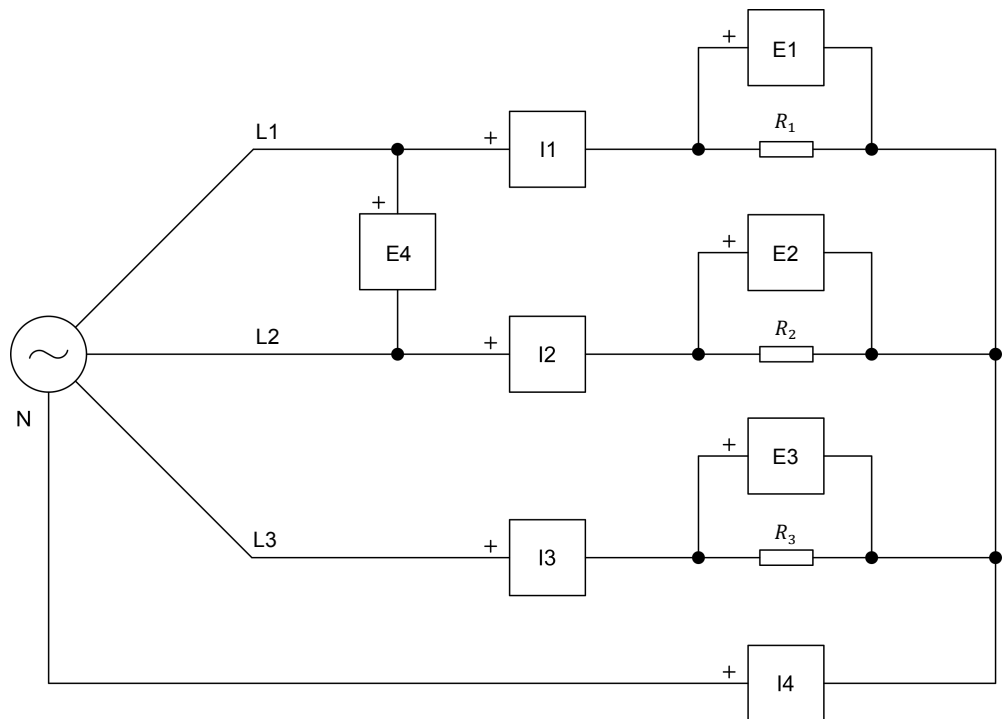 + E1
L1
+ I1
R₁
+
E4
+ E2
L2
+ I2
R₂
N
+ E3
L3
+ I3
R₃
+ I4